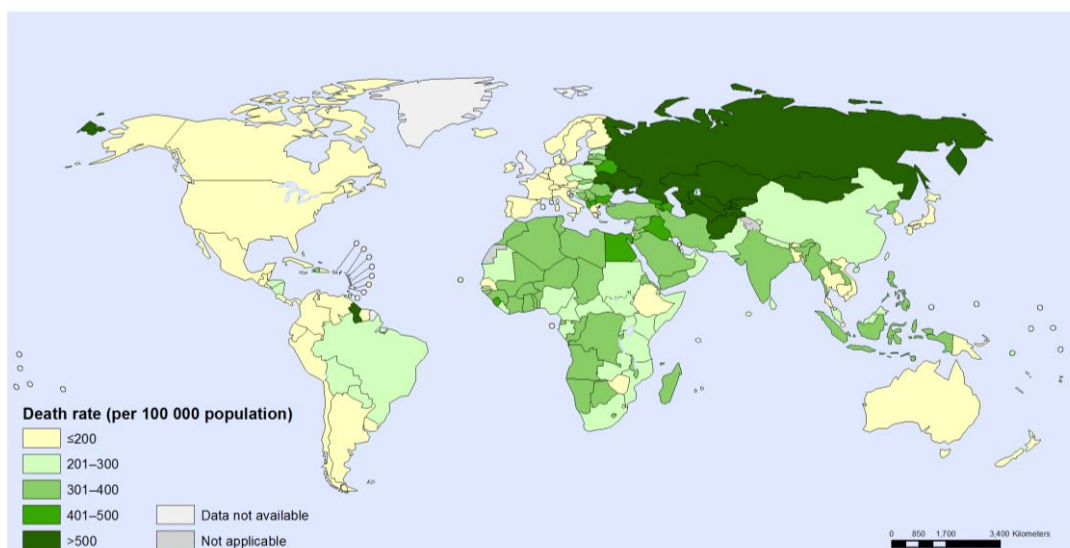 Death rate (per 100 000 population)
≤200
201–300
301–400
401–500
>500
Data not available
Not applicable
0 850 1,700 3,400 Kilometers